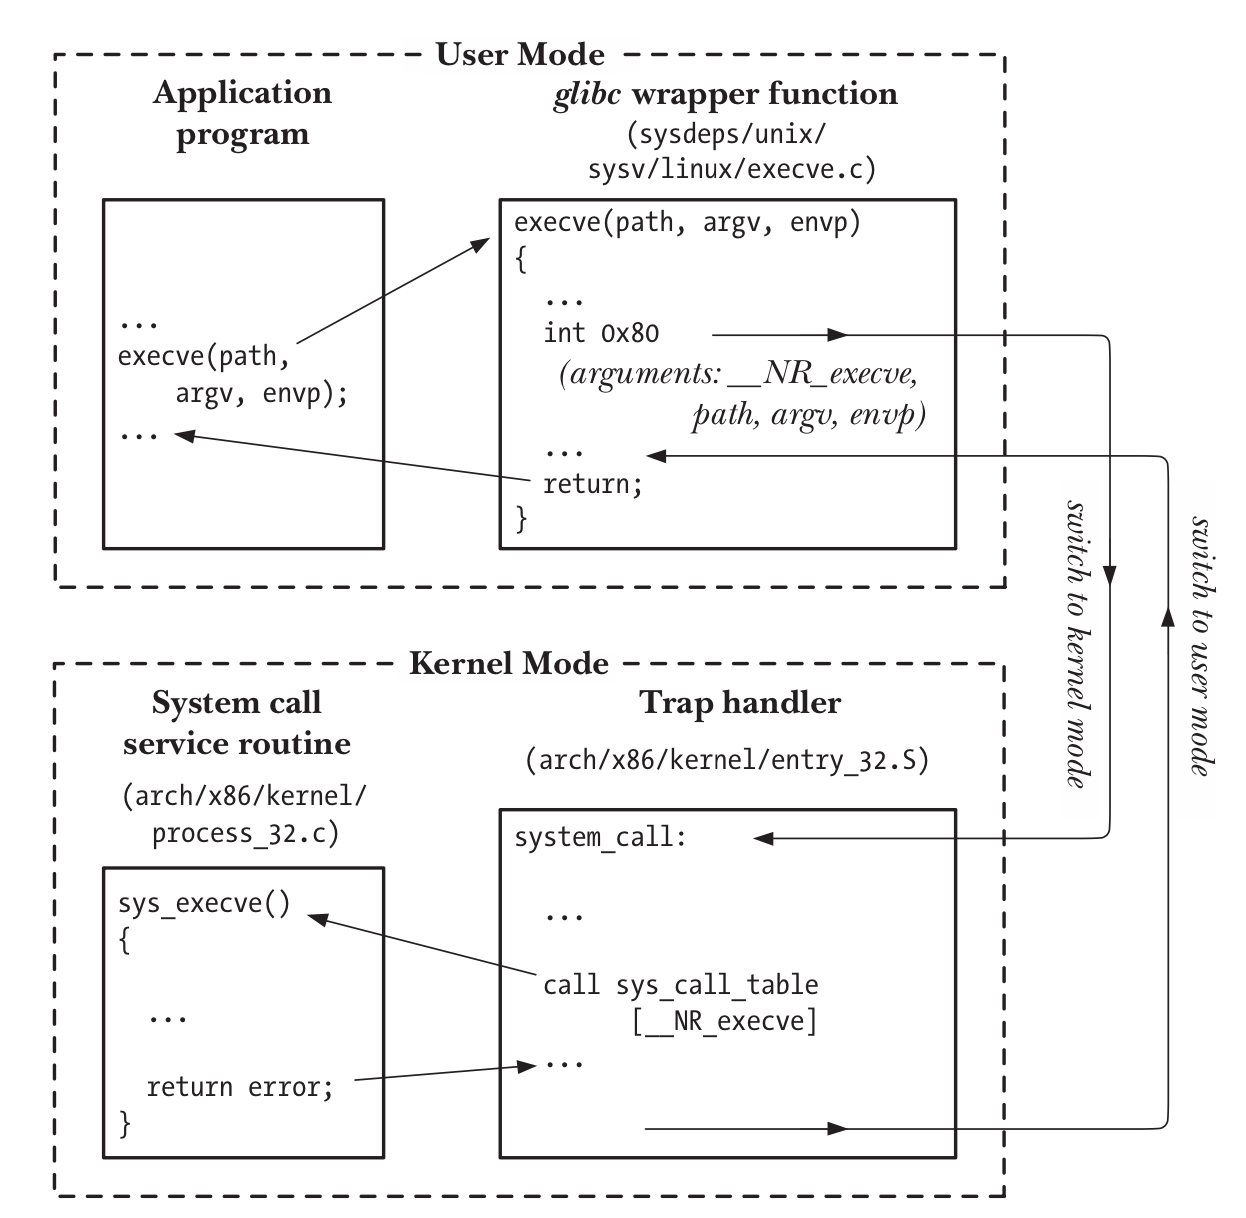 User Mode
Application
program
glibc wrapper function
(sysdeps/unix/
sysv/linux/execve.c)
...
execve(path,
argv, envp);
...
execve(path, argv, envp)
{
...
int 0x80
(arguments: __NR_execve,
path, argv, envp)
...
return;
}
switch to kernel mode
switch to user mode
Kernel Mode
System call
service routine
(arch/x86/kernel/
process_32.c)
Trap handler
(arch/x86/kernel/entry_32.S)
sys_execve()
{
...
return error;
}
system_call:
...
call sys_call_table
[__NR_execve]
...